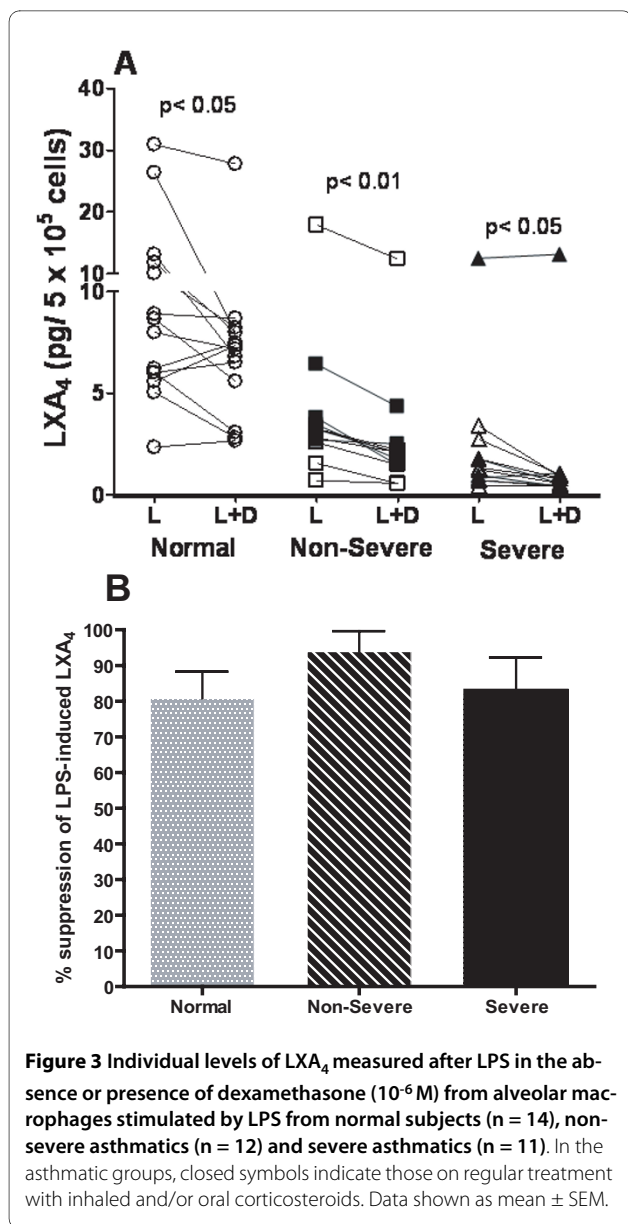 A
LXA₄ (pg/ 5 x 10⁵ cells)
40
30
20
10
10
5
0
p< 0.05
p< 0.01
p< 0.05
L L+D L L+D L L+D
Normal Non-Severe Severe
B
% suppression of LPS-induced LXA₄
100
90
80
70
60
50
40
30
20
10
0
Normal Non-Severe Severe
Figure 3 Individual levels of LXA₄ measured after LPS in the ab-
sence or presence of dexamethasone (10⁻⁶ M) from alveolar mac-
rophages stimulated by LPS from normal subjects (n = 14), non-
severe asthmatics (n = 12) and severe asthmatics (n = 11). In the
asthmatic groups, closed symbols indicate those on regular treatment
with inhaled and/or oral corticosteroids. Data shown as mean ± SEM.